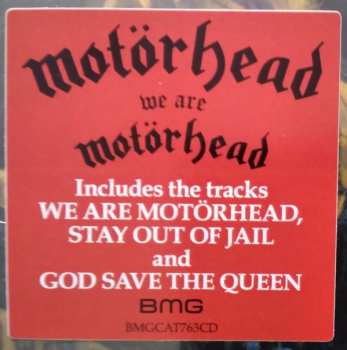 motörhead
we are
motörhead
Includes the tracks
WE ARE MOTÖRHEAD,
STAY OUT OF JAIL
and
GOD SAVE THE QUEEN
BMG
BMGCAT763CD